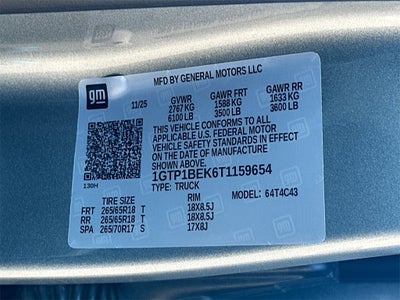 gm
MFD BY GENERAL MOTORS LLC
11/25 GVWR GAWR FRT GAWR RR
2767 KG 1588 KG 1633 KG
6100 LB 3500 LB 3600 LB
THIS VEHICLE CONFORMS TO ALL
APPLICABLE U.S. FEDERAL MOTOR
VEHICLE SAFETY STANDARDS IN EFFECT
ON THE DATE OF MANUFACTURE
SHOWN ABOVE.
1GTP1BEK6T1159654
130H
TYPE: TRUCK
TIRE SIZE RIM MODEL: 64T4C43
FRT 265/65R18 T 18X8.5J
RR 265/65R18 T 18X8.5J
SPA 265/70R17 S 17X8J